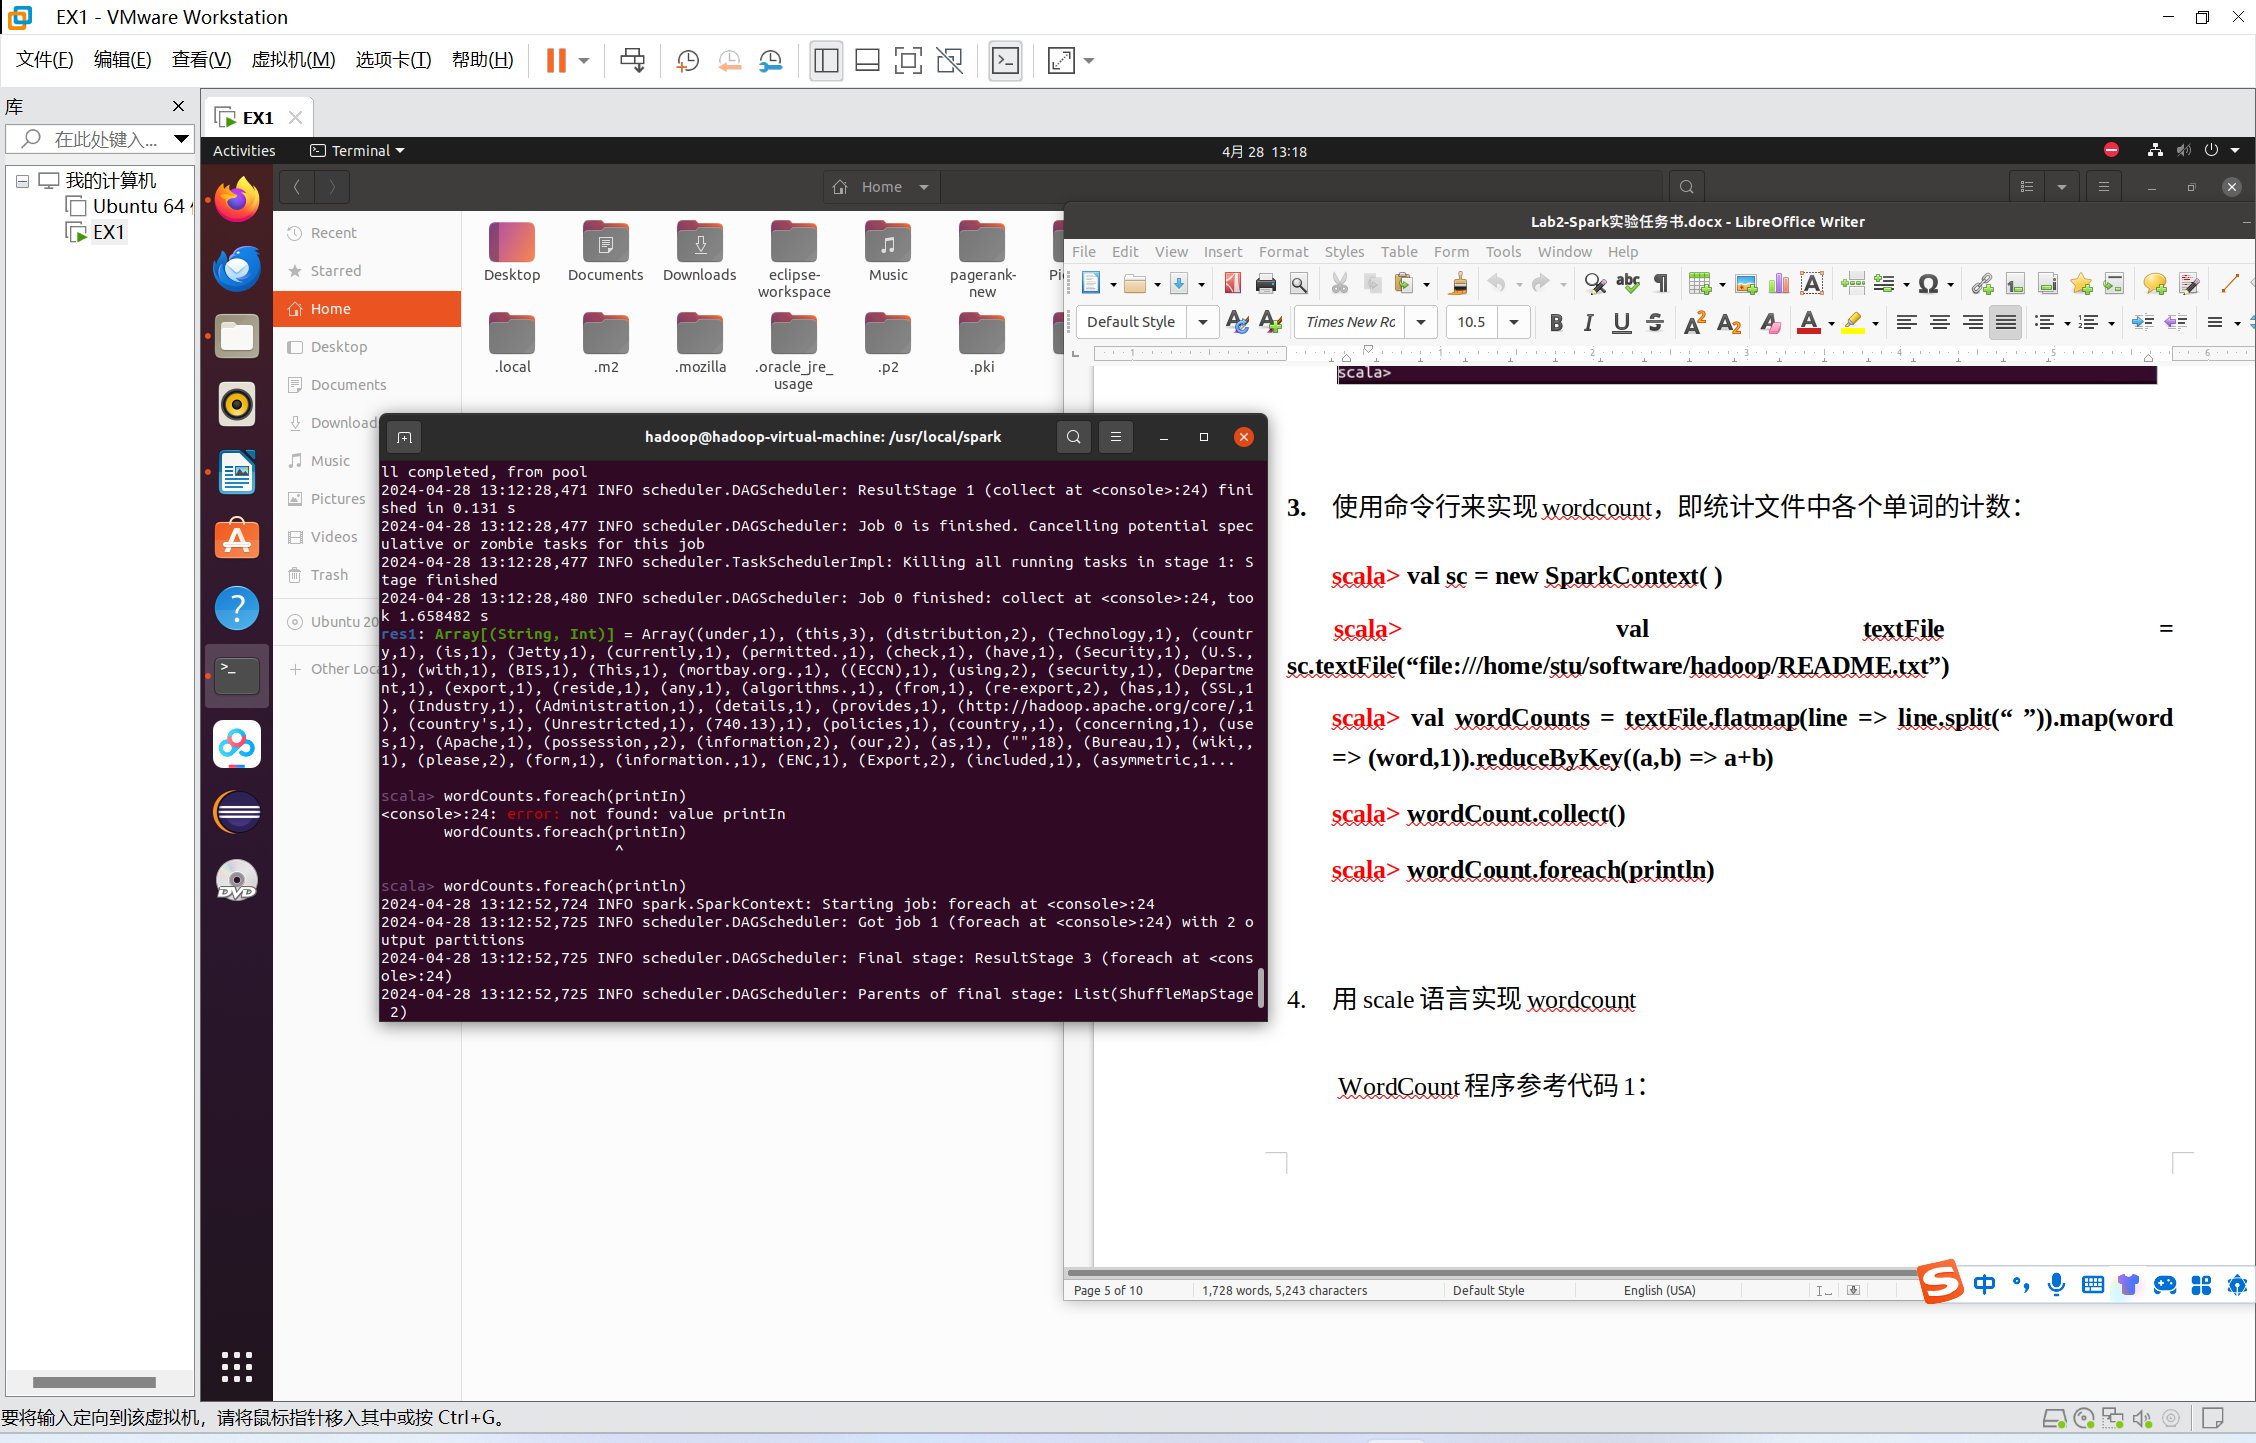 EX1 - VMware Workstation
文件(F) 编辑(E) 查看(V) 虚拟机(M) 选项卡(T) 帮助(H)
库
在此处键入...
我的计算机
Ubuntu 64
EX1
EX1
Activities Terminal 4月 28 13:18
Home
Recent
Starred
Home
Desktop
Documents
Download
Music
Pictures
Videos
Trash
Ubuntu 20
Other Loca
Desktop Documents Downloads eclipse-workspace Music pagerank-new Pi
.local .m2 .mozilla .oracle_jre_usage .p2 .pki
DVD
Lab2-Spark实验任务书.docx - LibreOffice Writer
File Edit View Insert Format Styles Table Form Tools Window Help
Default Style Times New Ro 10.5
hadoop@hadoop-virtual-machine: /usr/local/spark
ll completed, from pool
2024-04-28 13:12:28,471 INFO scheduler.DAGScheduler: ResultStage 1 (collect at <console>:24) fini
shed in 0.131 s
2024-04-28 13:12:28,477 INFO scheduler.DAGScheduler: Job 0 is finished. Cancelling potential spec
ulative or zombie tasks for this job
2024-04-28 13:12:28,477 INFO scheduler.TaskSchedulerImpl: Killing all running tasks in stage 1: S
tage finished
2024-04-28 13:12:28,480 INFO scheduler.DAGScheduler: Job 0 finished: collect at <console>:24, too
k 1.658482 s
res1: Array[(String, Int)] = Array((under,1), (this,3), (distribution,2), (Technology,1), (countr
y,1), (is,1), (Jetty,1), (currently,1), (permitted.,1), (check,1), (have,1), (Security,1), (U.S.,
1), (with,1), (BIS,1), (This,1), (mortbay.org.,1), ((ECCN),1), (using,2), (security,1), (Departme
nt,1), (export,1), (reside,1), (any,1), (algorithms.,1), (from,1), (re-export,2), (has,1), (SSL,1
), (Industry,1), (Administration,1), (details,1), (provides,1), (http://hadoop.apache.org/core/,1
), (country's,1), (Unrestricted,1), (740.13),1), (policies,1), (country,,1), (concerning,1), (use
s,1), (Apache,1), (possession,,2), (information,2), (our,2), (as,1), ("",18), (Bureau,1), (wiki,,
1), (please,2), (form,1), (information.,1), (ENC,1), (Export,2), (included,1), (asymmetric,1...
scala> wordCounts.foreach(printIn)
<console>:24: error: not found: value printIn
wordCounts.foreach(printIn)
^
scala> wordCounts.foreach(println)
2024-04-28 13:12:52,724 INFO spark.SparkContext: Starting job: foreach at <console>:24
2024-04-28 13:12:52,725 INFO scheduler.DAGScheduler: Got job 1 (foreach at <console>:24) with 2 o
utput partitions
2024-04-28 13:12:52,725 INFO scheduler.DAGScheduler: Final stage: ResultStage 3 (foreach at <cons
ole>:24)
2024-04-28 13:12:52,725 INFO scheduler.DAGScheduler: Parents of final stage: List(ShuffleMapStage
2)
scala>
3. 使用命令行来实现 wordcount，即统计文件中各个单词的计数：
scala> val sc = new SparkContext( )
scala> val textFile =
sc.textFile(“file:///home/stu/software/hadoop/README.txt”)
scala> val wordCounts = textFile.flatmap(line => line.split(“ ”)).map(word
=> (word,1)).reduceByKey((a,b) => a+b)
scala> wordCount.collect()
scala> wordCount.foreach(println)
4. 用 scale 语言实现 wordcount
WordCount 程序参考代码 1：
Page 5 of 10 1,728 words, 5,243 characters Default Style English (USA)
中
要将输入定向到该虚拟机，请将鼠标指针移入其中或按 Ctrl+G。